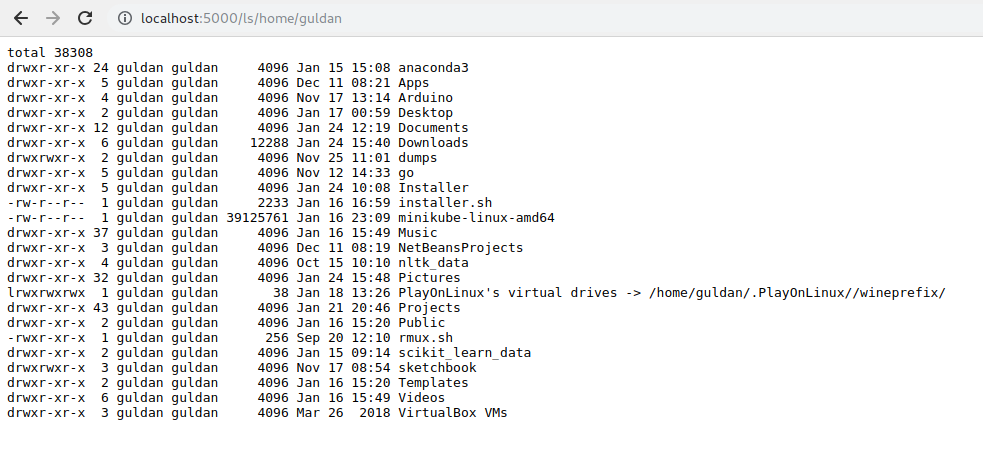 localhost:5000/ls/home/guldan
total 38308
drwxr-xr-x 24 guldan guldan     4096 Jan 15 15:08 anaconda3
drwxr-xr-x  5 guldan guldan     4096 Dec 11 08:21 Apps
drwxr-xr-x  4 guldan guldan     4096 Nov 17 13:14 Arduino
drwxr-xr-x  2 guldan guldan     4096 Jan 17 00:59 Desktop
drwxr-xr-x 12 guldan guldan     4096 Jan 24 12:19 Documents
drwxr-xr-x  6 guldan guldan    12288 Jan 24 15:40 Downloads
drwxrwxr-x  2 guldan guldan     4096 Nov 25 11:01 dumps
drwxr-xr-x  5 guldan guldan     4096 Nov 12 14:33 go
drwxr-xr-x  5 guldan guldan     4096 Jan 24 10:08 Installer
-rw-r--r--  1 guldan guldan     2233 Jan 16 16:59 installer.sh
-rw-r--r--  1 guldan guldan 39125761 Jan 16 23:09 minikube-linux-amd64
drwxr-xr-x 37 guldan guldan     4096 Jan 16 15:49 Music
drwxr-xr-x  3 guldan guldan     4096 Dec 11 08:19 NetBeansProjects
drwxr-xr-x  4 guldan guldan     4096 Oct 15 10:10 nltk_data
drwxr-xr-x 32 guldan guldan     4096 Jan 24 15:48 Pictures
lrwxrwxrwx  1 guldan guldan       38 Jan 18 13:26 PlayOnLinux's virtual drives -> /home/guldan/.PlayOnLinux//wineprefix/
drwxr-xr-x 43 guldan guldan     4096 Jan 21 20:46 Projects
drwxr-xr-x  2 guldan guldan     4096 Jan 16 15:20 Public
-rwxr-xr-x  1 guldan guldan      256 Sep 20 12:10 rmux.sh
drwxr-xr-x  2 guldan guldan     4096 Jan 15 09:14 scikit_learn_data
drwxrwxr-x  3 guldan guldan     4096 Nov 17 08:54 sketchbook
drwxr-xr-x  2 guldan guldan     4096 Jan 16 15:20 Templates
drwxr-xr-x  6 guldan guldan     4096 Jan 16 15:49 Videos
drwxr-xr-x  3 guldan guldan     4096 Mar 26  2018 VirtualBox VMs